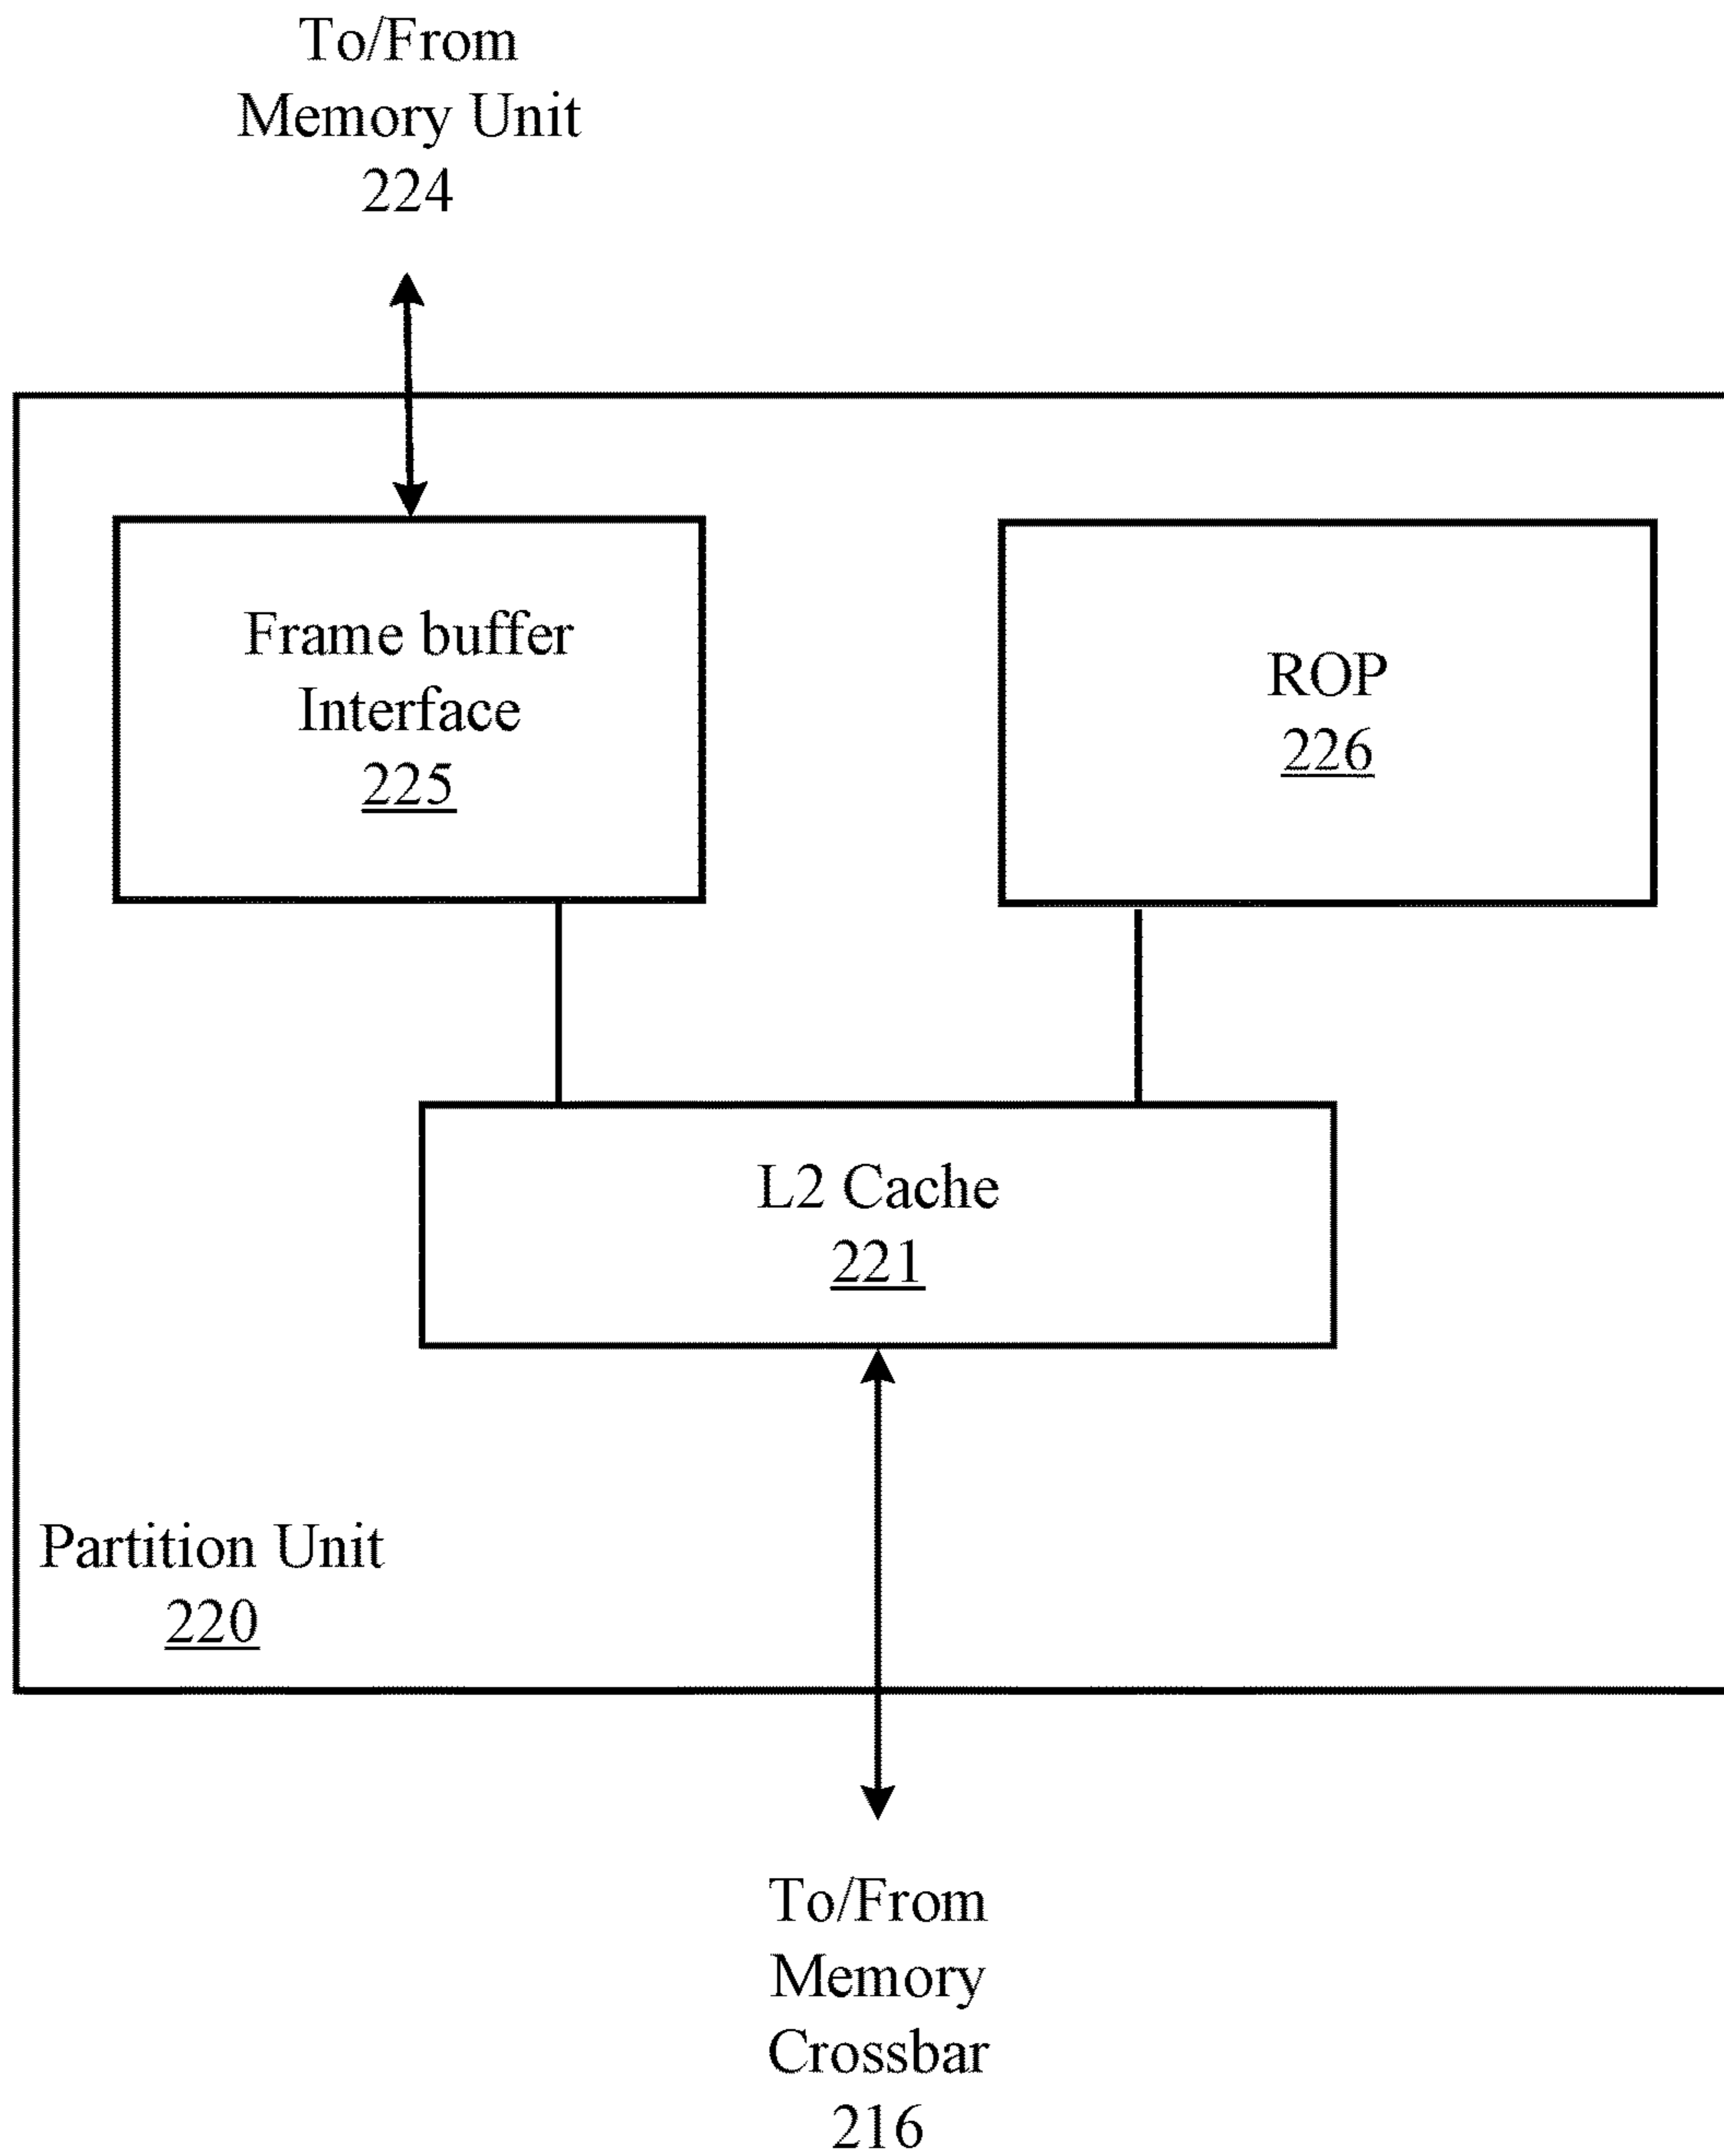 To/From
Memory Unit
224
Frame buffer
Interface
225
ROP
226
L2 Cache
221
Partition Unit
220
To/From
Memory
Crossbar
216